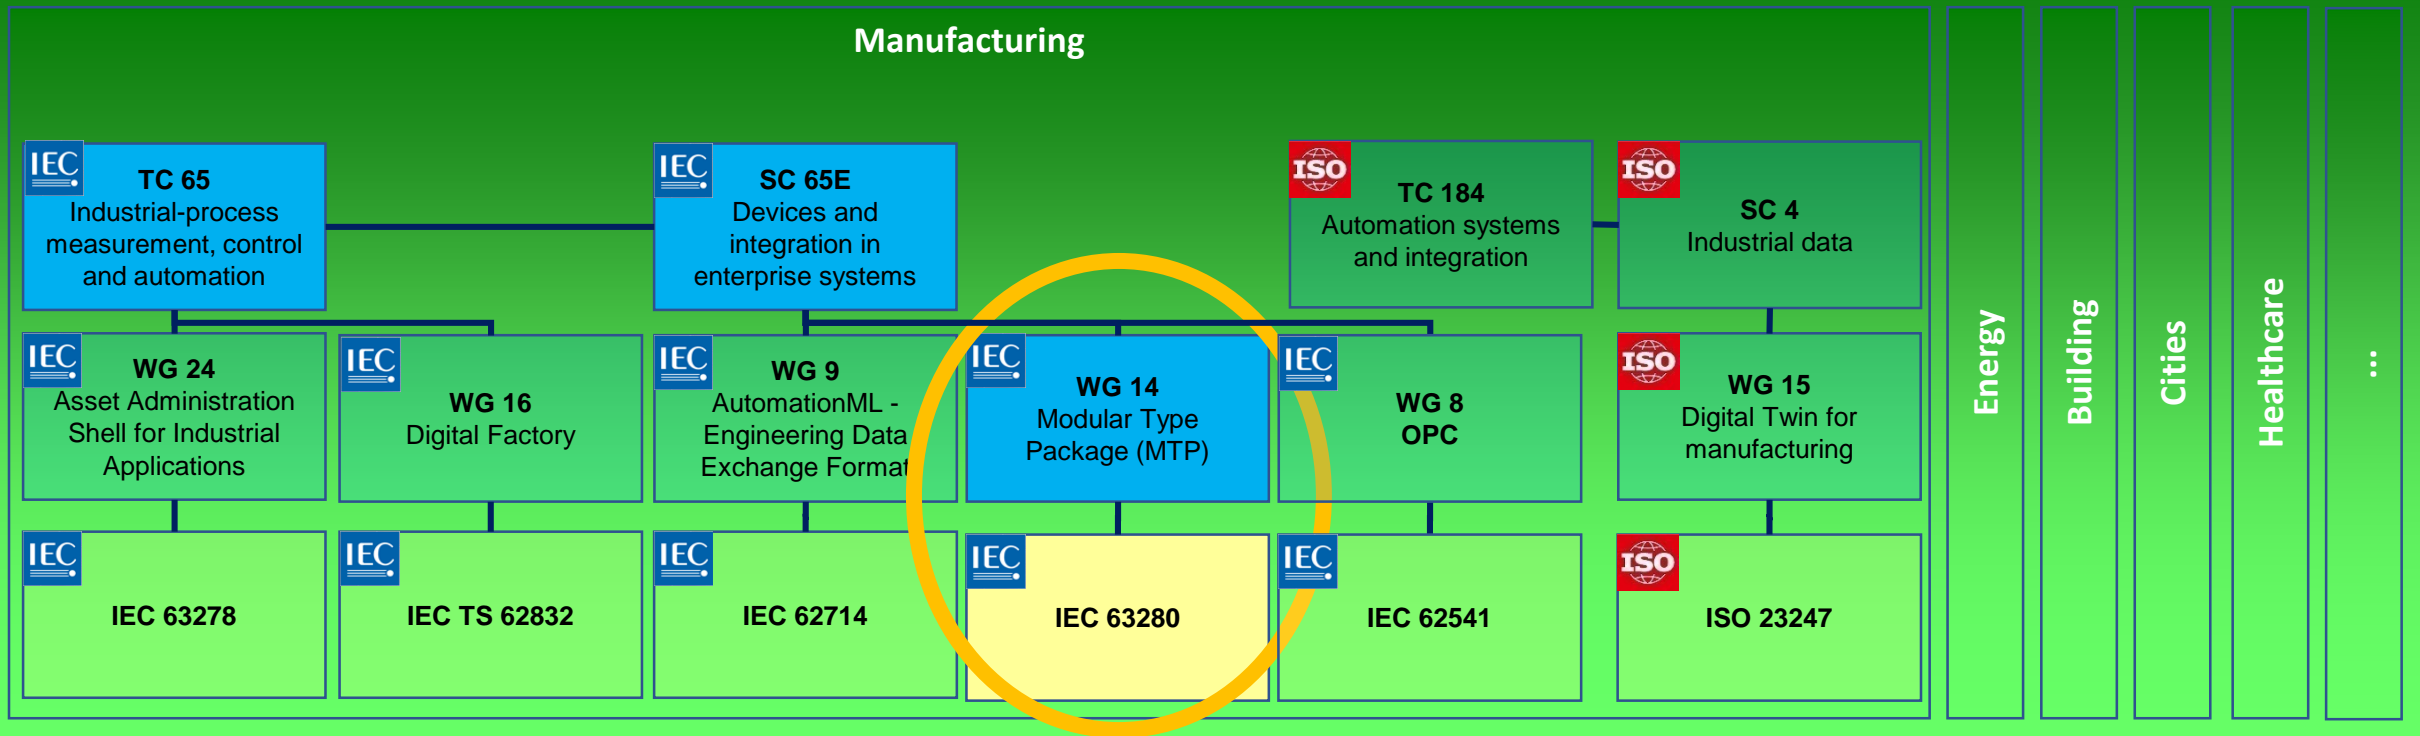 Manufacturing
IEC
TC 65
Industrial-process
measurement, control
and automation
IEC
SC 65E
Devices and
integration in
enterprise systems
ISO
TC 184
Automation systems
and integration
ISO
SC 4
Industrial data
IEC
WG 24
Asset Administration
Shell for Industrial
Applications
IEC
WG 16
Digital Factory
IEC
WG 9
AutomationML -
Engineering Data
Exchange Format
IEC
WG 14
Modular Type
Package (MTP)
IEC
WG 8
OPC
ISO
WG 15
Digital Twin for
manufacturing
IEC
IEC 63278
IEC
IEC TS 62832
IEC
IEC 62714
IEC
IEC 63280
IEC
IEC 62541
ISO
ISO 23247
Energy
Building
Cities
Healthcare
...